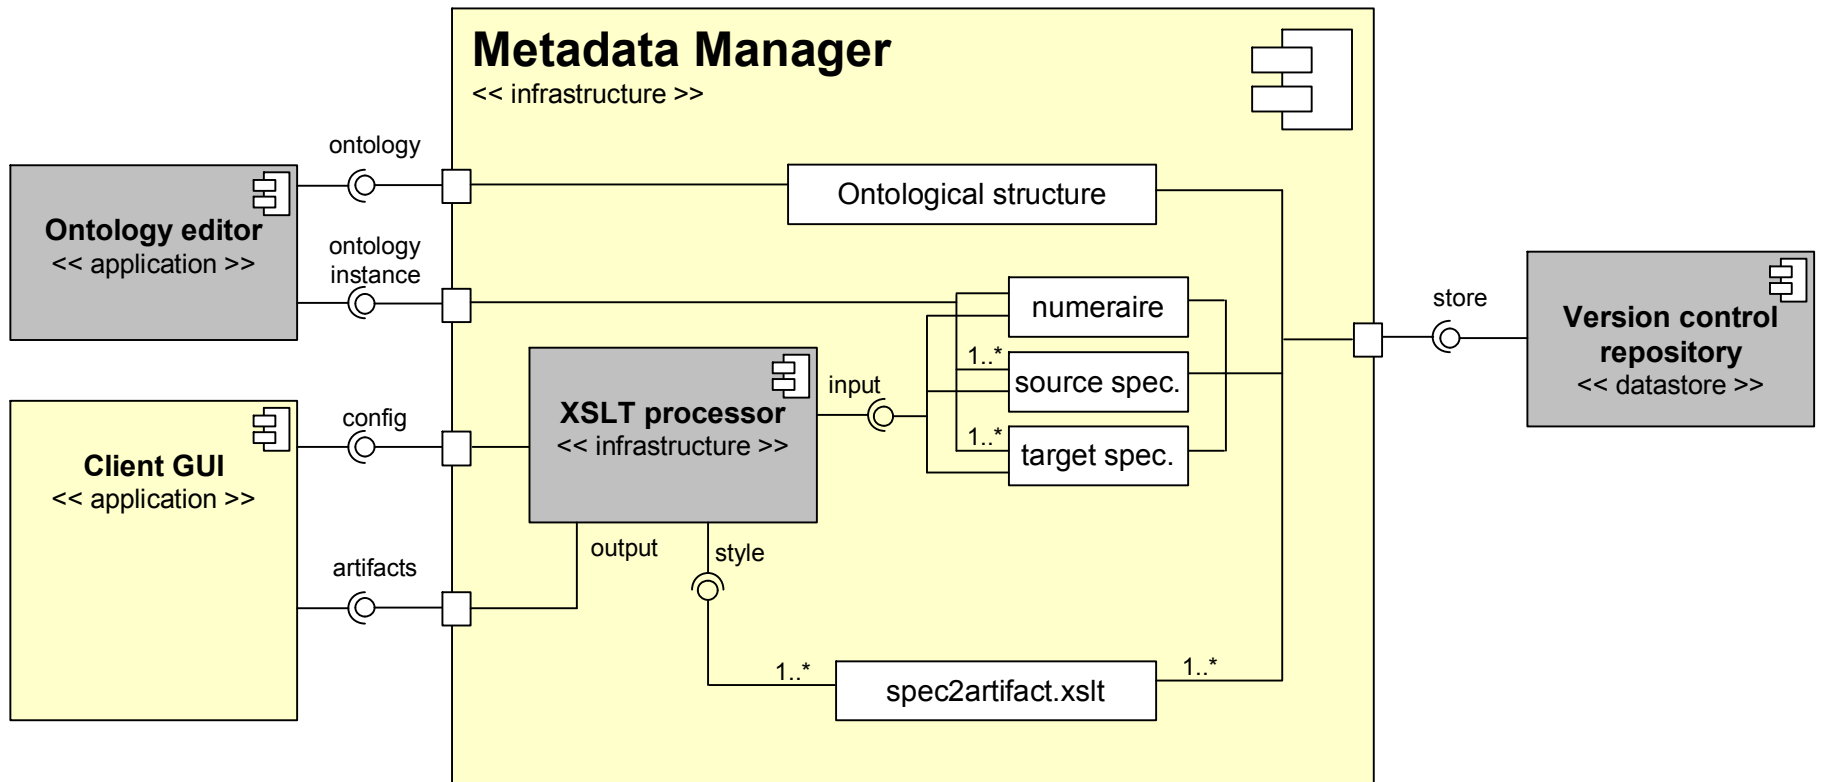 Metadata Manager
<< infrastructure >>
ontology
Ontological structure
Ontology editor
<< application >>
ontology
instance
numeraire
store
Version control
repository
<< datastore >>
1..*
source spec.
input
XSLT processor
<< infrastructure >>
config
1..*
target spec.
Client GUI
<< application >>
output
style
artifacts
1..*
spec2artifact.xslt
1..*